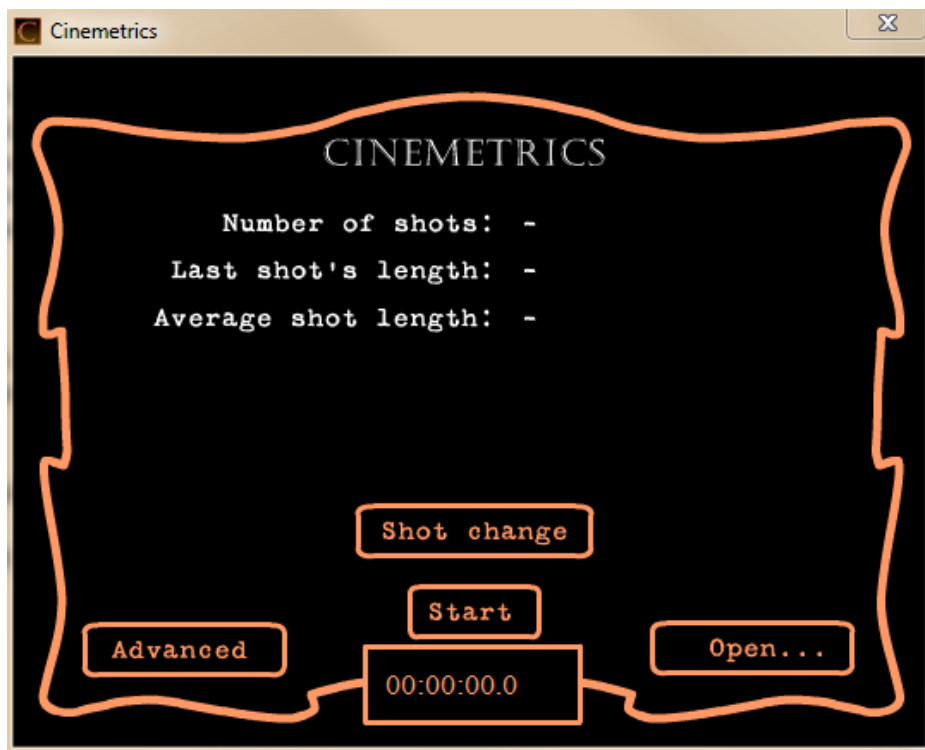 Cinemetrics
CINEMETRICS
Number of shots: -
Last shot's length: -
Average shot length: -
Shot change
Start
Advanced
Open...
00:00:00.0